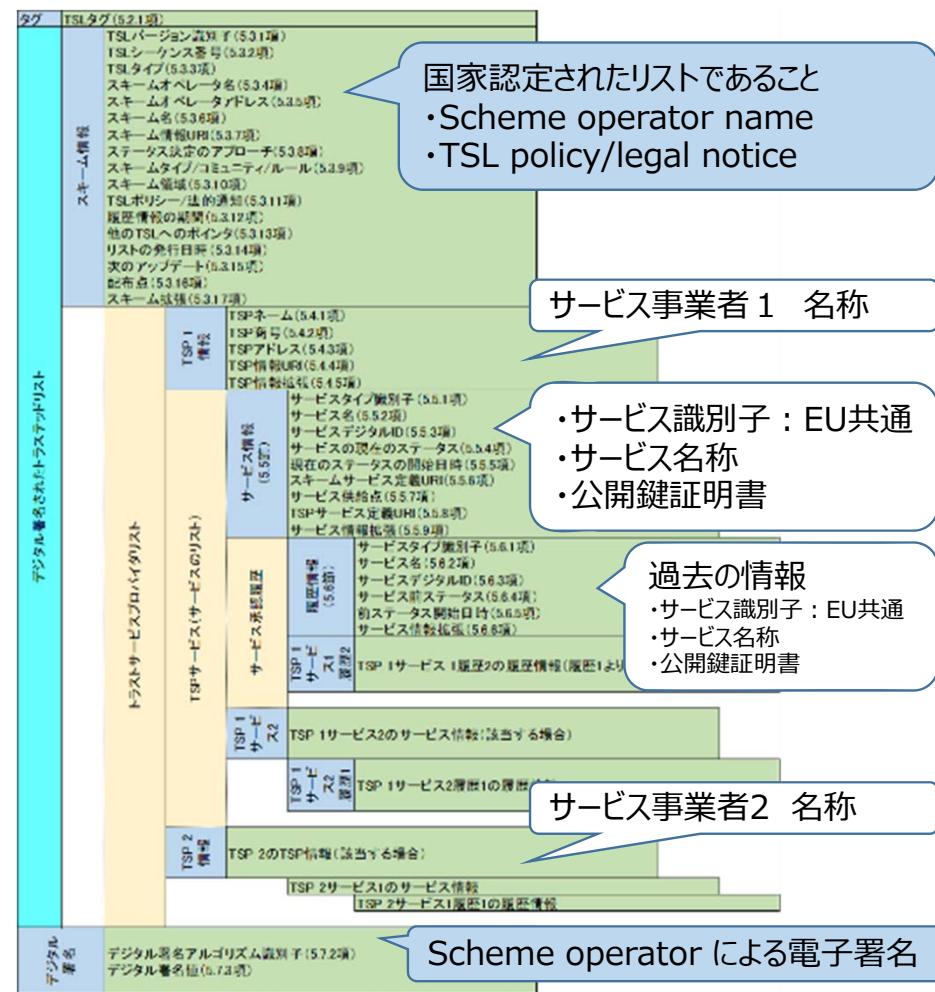 タグ
TSLタグ(5.2.1項)
デジタル署名されたトラステッドリスト
スキーム情報
TSLバージョン識別子(5.3.1項)
TSLシーケンス番号(5.3.2項)
TSLタイプ(5.3.3項)
スキームオペレータ名(5.3.4項)
スキームオペレータアドレス(5.3.5項)
スキーム名(5.3.6項)
スキーム情報URI(5.3.7項)
ステータス決定のアプローチ(5.3.8項)
スキームタイプ/コミュニティ/ルール(5.3.9項)
スキーム領域(5.3.10項)
TSLポリシー/法的通知(5.3.11項)
履歴情報の期間(5.3.12項)
他のTSLへのポインタ(5.3.13項)
リストの発行日時(5.3.14項)
次のアップデート(5.3.15項)
配布点(5.3.16項)
スキーム拡張(5.3.17項)
国家認定されたリストであること
・Scheme operator name
・TSL policy/legal notice
トラストサービスプロバイダリスト
TSP 1
情報
TSPネーム(5.4.1項)
TSP商号(5.4.2項)
TSPアドレス(5.4.3項)
TSP情報URI(5.4.4項)
TSP情報拡張(5.4.5項)
サービス事業者１ 名称
TSPサービス(サービスのリスト)
サービス情報
(5.5節)
サービスタイプ識別子(5.5.1項)
サービス名(5.5.2項)
サービスデジタルID(5.5.3項)
サービスの現在のステータス(5.5.4項)
現在のステータスの開始日時(5.5.5項)
スキームサービス定義URI(5.5.6項)
サービス供給点(5.5.7項)
TSPサービス定義URI(5.5.8項)
サービス情報拡張(5.5.9項)
・サービス識別子：EU共通
・サービス名称
・公開鍵証明書
サービス承認履歴
履歴情報
(5.6節)
サービスタイプ識別子(5.6.1項)
サービス名(5.6.2項)
サービスデジタルID(5.6.3項)
サービス前ステータス(5.6.4項)
前ステータス開始日時(5.6.5項)
サービス情報拡張(5.6.6項)
過去の情報
・サービス識別子：EU共通
・サービス名称
・公開鍵証明書
TSP 1
サービ
ス1
履歴2
TSP 1サービス 1履歴2の履歴情報(履歴1より
TSP 1
サービ
ス2
TSP 1サービス2のサービス情報(該当する場合)
TSP 1
サービ
ス2
履歴1
TSP 1サービス2履歴1の履歴
サービス事業者2 名称
TSP 2
情報
TSP 2のTSP情報(該当する場合)
TSP 2サービス1のサービス情報
TSP 2サービス1履歴1の履歴情報
デジタル
署名
デジタル署名アルゴリズム識別子(5.7.2項)
デジタル署名値(5.7.3項)
Scheme operator による電子署名